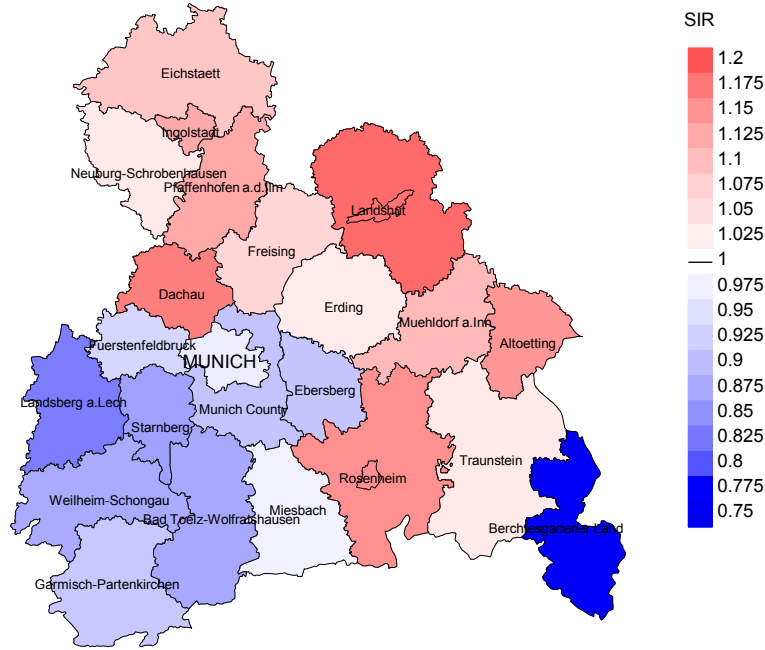 SIR
1.2
1.175
1.15
1.125
1.1
1.075
1.05
1.025
1
0.975
0.95
0.925
0.9
0.875
0.85
0.825
0.8
0.775
0.75
Eichstaett
Ingolstadt
Neuburg-Schrobenhausen
Pfaffenhofen a.d.Ilm
Landshut
Freising
Dachau
Erding
Muehldorf a.Inn
Altoetting
Fuerstenfeldbruck
MUNICH
Ebersberg
Landsberg a.Lech
Munich County
Starnberg
Traunstein
Rosenheim
Weilheim-Schongau
Miesbach
Bad Toelz-Wolfratshausen
Berchtesgadener Land
Garmisch-Partenkirchen